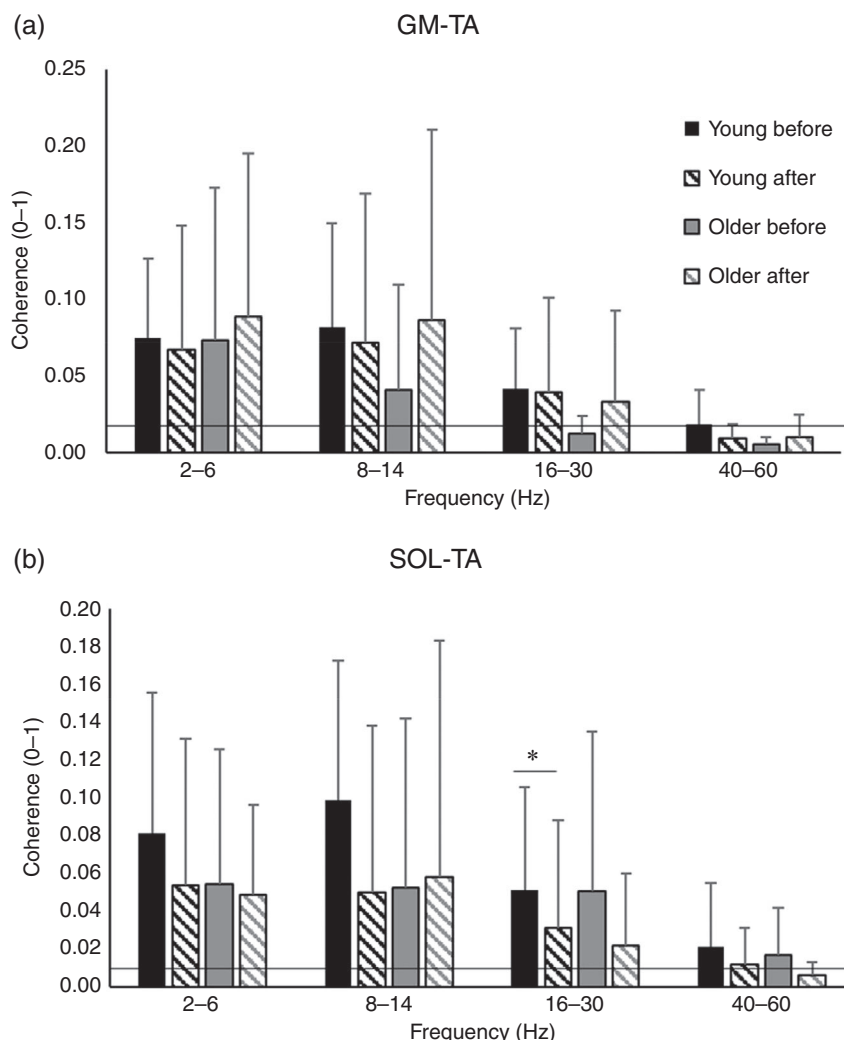 (a)
GM-TA
Coherence (0–1)
0.25
0.20
0.15
0.10
0.05
0.00
Young before
Young after
Older before
Older after
2–6
8–14
16–30
40–60
Frequency (Hz)
(b)
SOL-TA
Coherence (0–1)
0.20
0.18
0.16
0.14
0.12
0.10
0.08
0.06
0.04
0.02
0.00
*
2–6
8–14
16–30
40–60
Frequency (Hz)